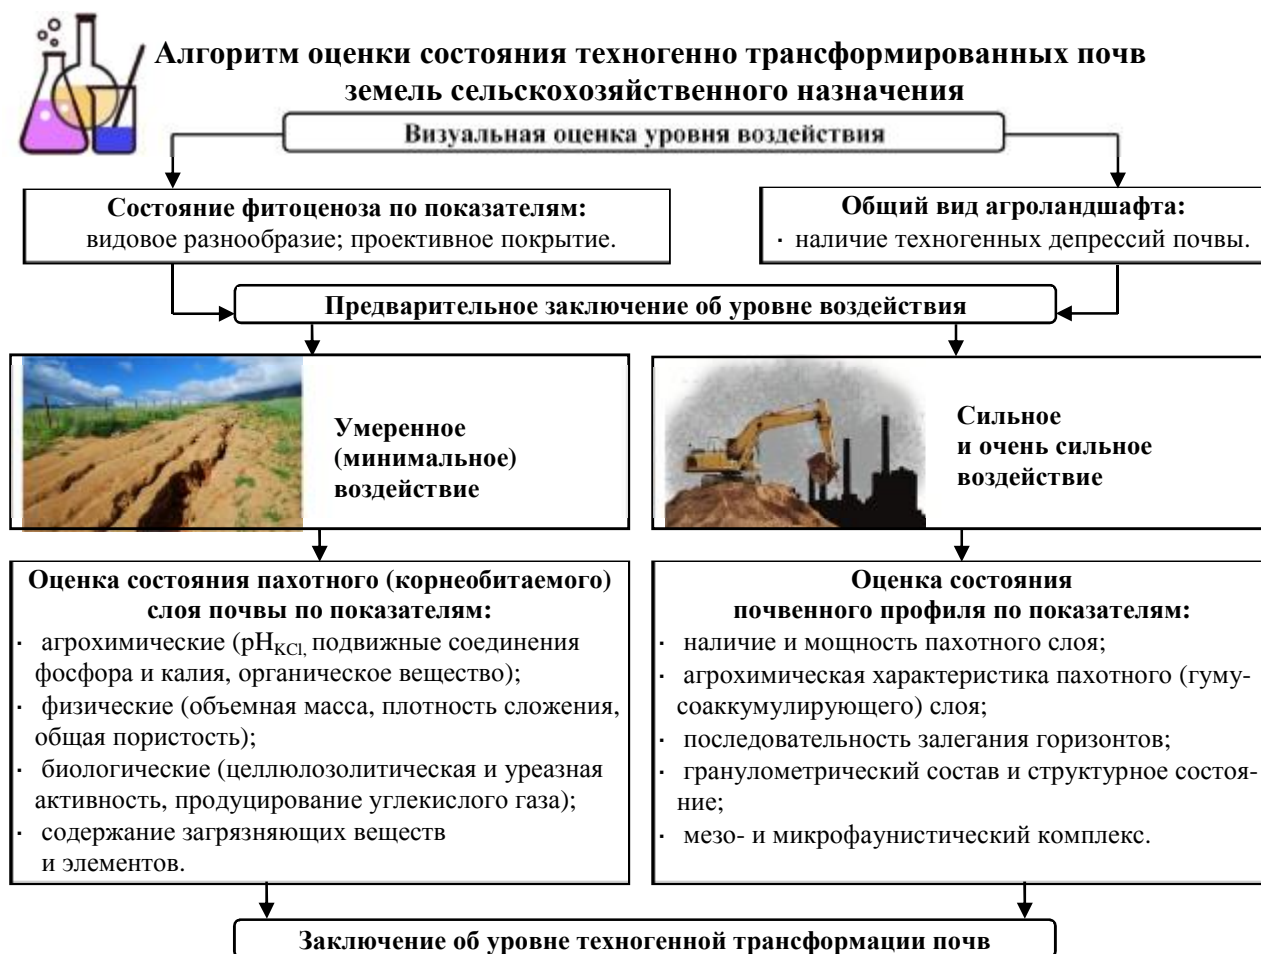 Алгоритм оценки состояния техногенно трансформированных почв
земель сельскохозяйственного назначения
Визуальная оценка уровня воздействия
Состояние фитоценоза по показателям:
видовое разнообразие; проективное покрытие.
Общий вид агроландшафта:
· наличие техногенных депрессий почвы.
Предварительное заключение об уровне воздействия
Умеренное
(минимальное)
воздействие
Сильное
и очень сильное
воздействие
Оценка состояния пахотного (корнеобитаемого)
слоя почвы по показателям:
· агрохимические (pHKCl, подвижные соединения
фосфора и калия, органическое вещество);
· физические (объемная масса, плотность сложения,
общая пористость);
· биологические (целлюлозолитическая и уреазная
активность, продуцирование углекислого газа);
· содержание загрязняющих веществ
и элементов.
Оценка состояния
почвенного профиля по показателям:
· наличие и мощность пахотного слоя;
· агрохимическая характеристика пахотного (гуму-
соаккумулирующего) слоя;
· последовательность залегания горизонтов;
· гранулометрический состав и структурное состоя-
ние;
· мезо- и микрофаунистический комплекс.
Заключение об уровне техногенной трансформации почв